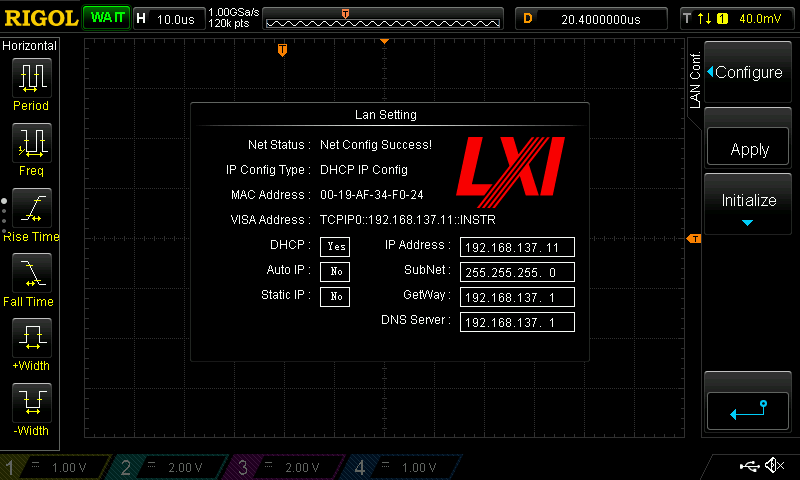 RIGOL WAIT H 10.0us 1.00GSa/s 120k pts T D 20.4000000us T 1 40.0mV
Horizontal
Period
Freq
Rise Time
Fall Time
+Width
-Width
T
Lan Setting
Net Status : Net Config Success!
IP Config Type : DHCP IP Config
MAC Address : 00-19-AF-34-F0-24
VISA Address : TCPIP0::192.168.137.11::INSTR
LXI
DHCP : Yes IP Address : 192.168.137. 11
Auto IP : No SubNet : 255.255.255. 0
Static IP : No GetWay : 192.168.137. 1
DNS Server : 192.168.137. 1
T
LAN Conf.
Configure
Apply
Initialize
1 1.00 V 2 2.00 V 3 2.00 V 4 1.00 V